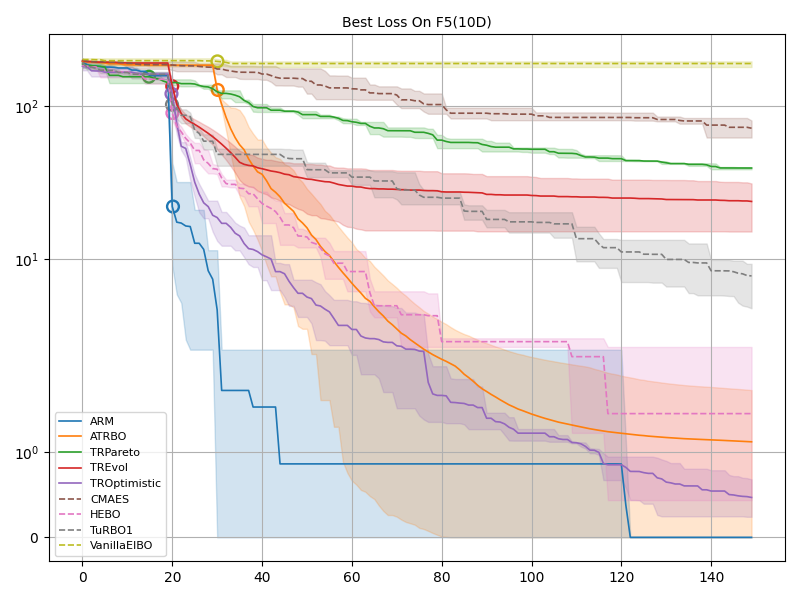 Best Loss On F5(10D)
10²
10¹
10⁰
0
ARM
ATRBO
TRPareto
TREvol
TROptimistic
CMAES
HEBO
TuRBO1
VanillaEIBO
0 20 40 60 80 100 120 140